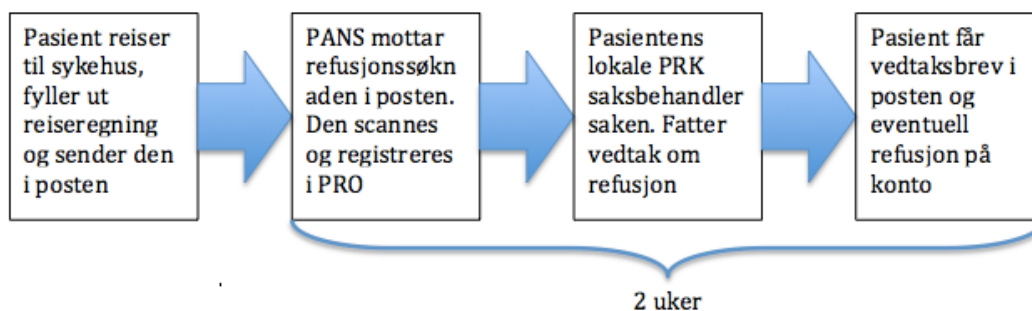 Pasient reiser
til sykehus,
fyller ut
reiseregning
og sender den
i posten
PANS mottar
refusjonssøkn
aden i posten.
Den scannes
og registreres
i PRO
Pasientens
lokale PRK
saksbehandler
saken. Fatter
vedtak om
refusjon
Pasient får
vedtaksbrev i
posten og
eventuell
refusjon på
konto
2 uker